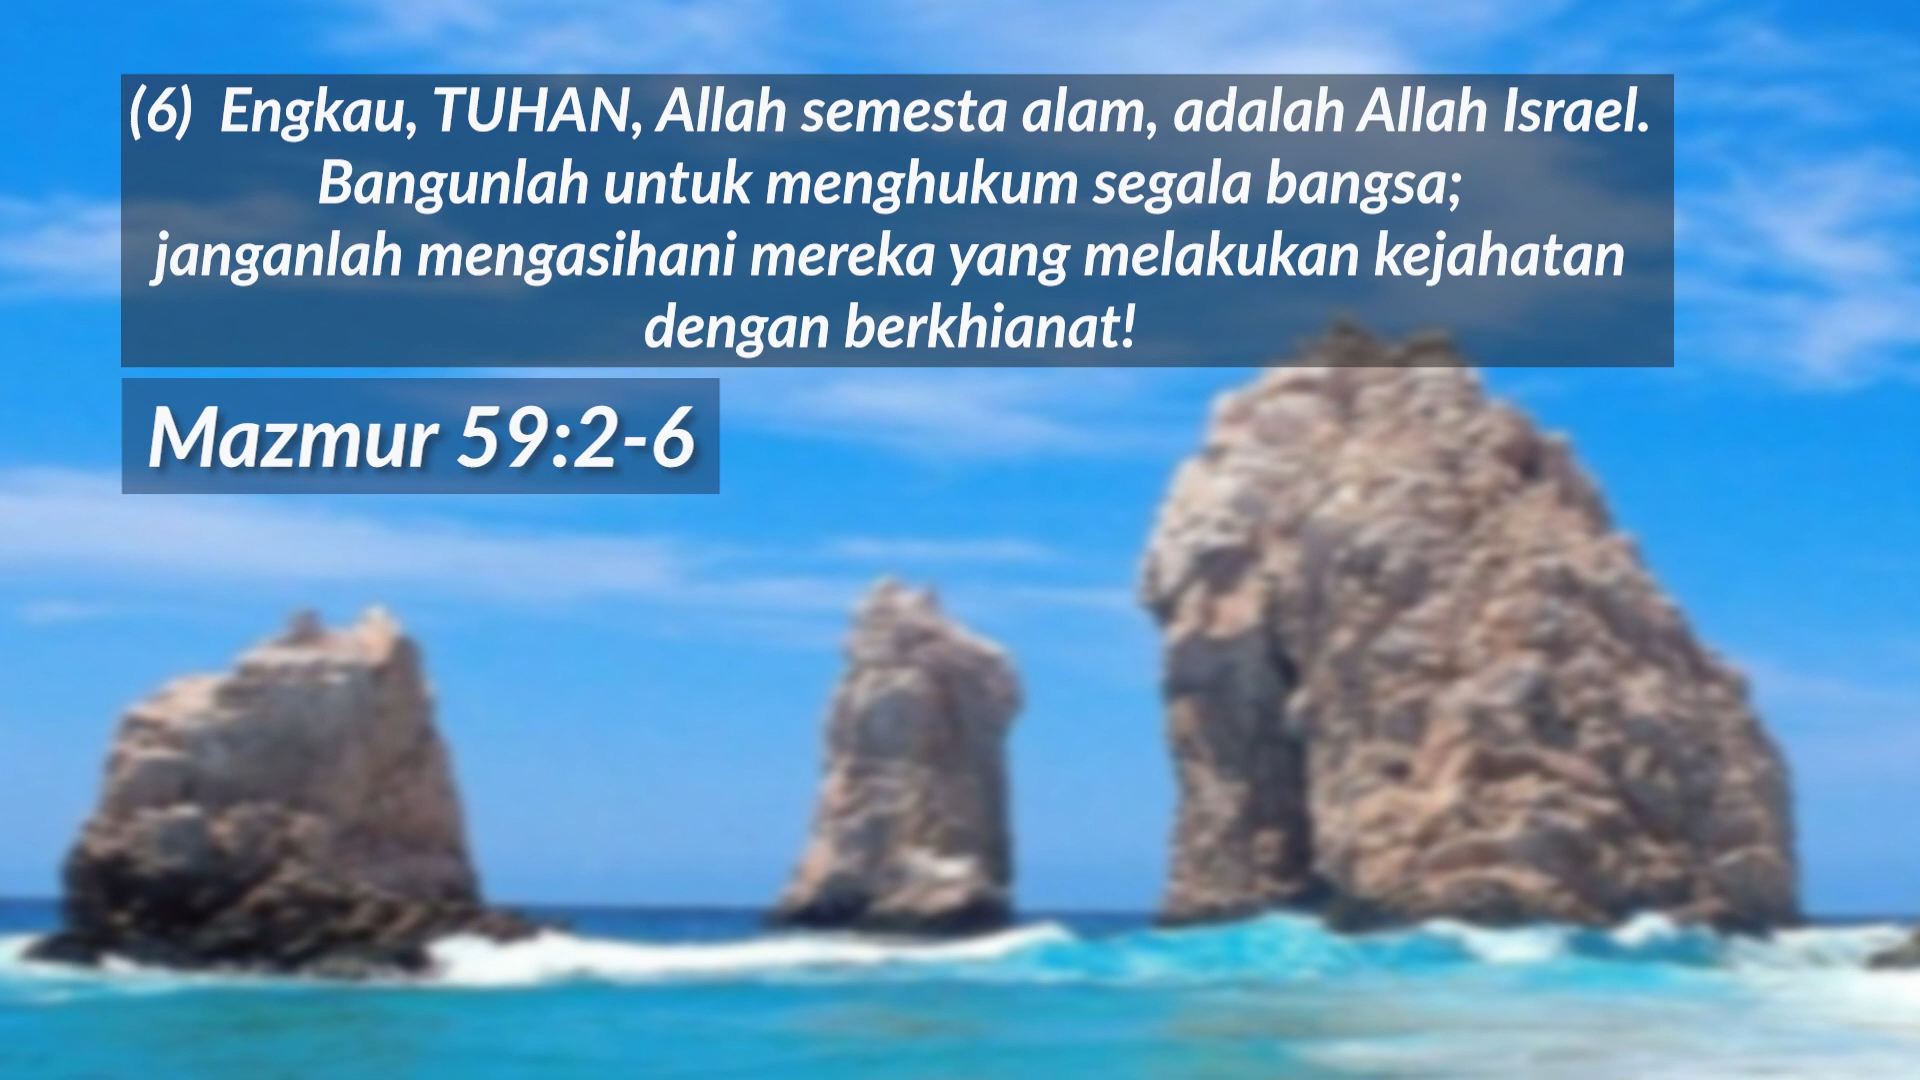 (6) Engkau, TUHAN, Allah semesta alam, adalah Allah Israel.
Bangunlah untuk menghukum segala bangsa;
janganlah mengasihani mereka yang melakukan kejahatan
dengan berkhianat!
Mazmur 59:2-6